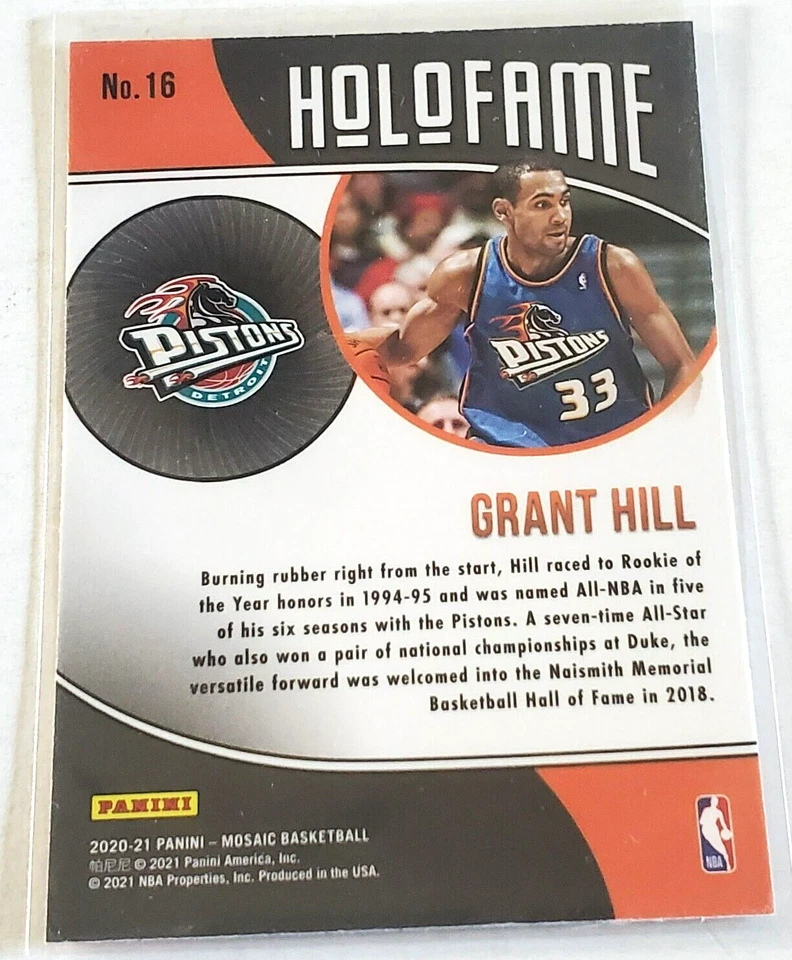 No. 16
HOLOFAME
PISTONS
DETROIT
PISTONS
33
GRANT HILL
Burning rubber right from the start, Hill raced to Rookie of
the Year honors in 1994-95 and was named All-NBA in five
of his six seasons with the Pistons. A seven-time All-Star
who also won a pair of national championships at Duke, the
versatile forward was welcomed into the Naismith Memorial
Basketball Hall of Fame in 2018.
PANINI
2020-21 PANINI – MOSAIC BASKETBALL
帕尼尼 © 2021 Panini America, Inc.
© 2021 NBA Properties, Inc. Produced in the USA.
NBA